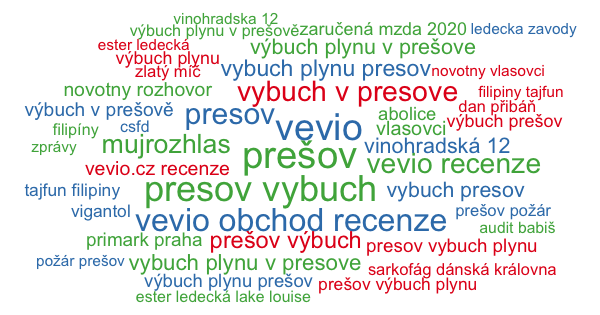 vinohradska 12
výbuch plynu v prešově zaručená mzda 2020 ledecka zavody
ester ledecká výbuch plynu v prešove
výbuch plynu
zlatý míč vybuch plynu presov novotny vlasovci
novotny rozhovor vybuch v presove filipiny tajfun
výbuch v prešově presov vevio abolice dan přibáň
filipíny csfd vlasovci výbuch prešov
zprávy mujrozhlas prešov vinohradská 12
vevio.cz recenze vevio recenze
tajfun filipiny presov vybuch vybuch presov
vigantol vevio obchod recenze prešov požár
primark praha prešov výbuch presov vybuch plynu audit babiš
požár prešov vybuch plynu v presove sarkofág dánská královna
výbuch plynu prešov prešov výbuch plynu
ester ledecká lake louise